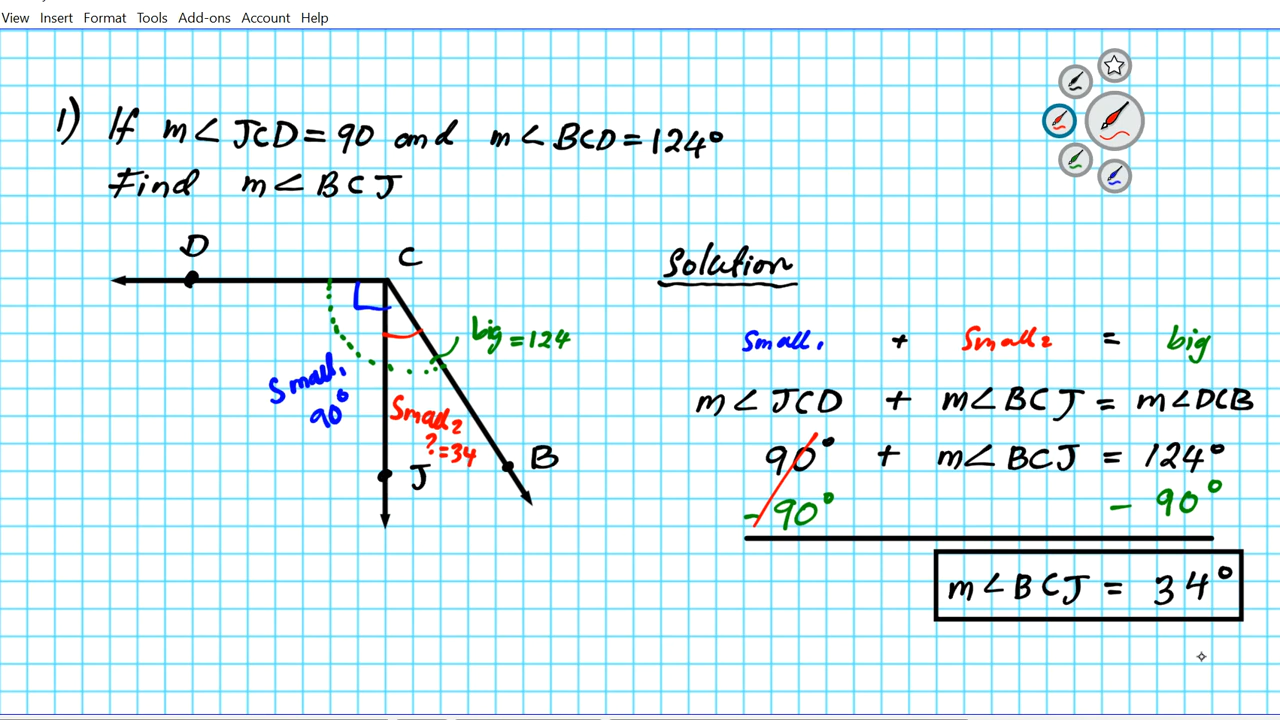 View Insert Format Tools Add-ons Account Help
1) If m∠JCD = 90 and m∠BCD = 124°
Find m∠BCJ
D
C
big = 124
small₁
90°
small₂
? = 34
J
B
Solution
small₁ + small₂ = big
m∠JCD + m∠BCJ = m∠DCB
90° + m∠BCJ = 124°
- 90° - 90°
m∠BCJ = 34°